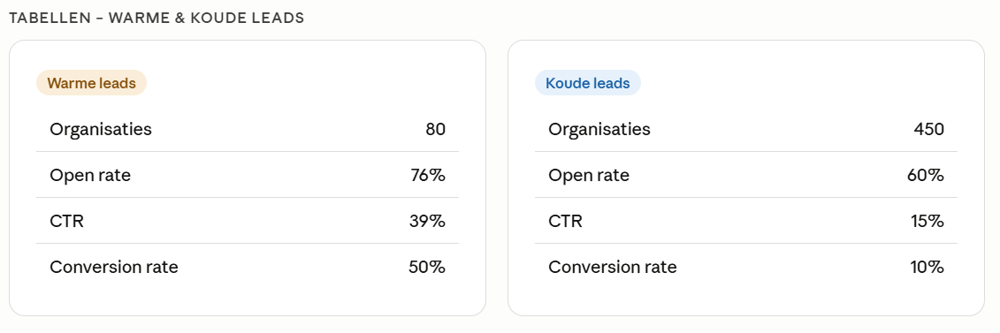 TABELLEN – WARME & KOUDE LEADS
Warme leads
Organisaties 80
Open rate 76%
CTR 39%
Conversion rate 50%
Koude leads
Organisaties 450
Open rate 60%
CTR 15%
Conversion rate 10%